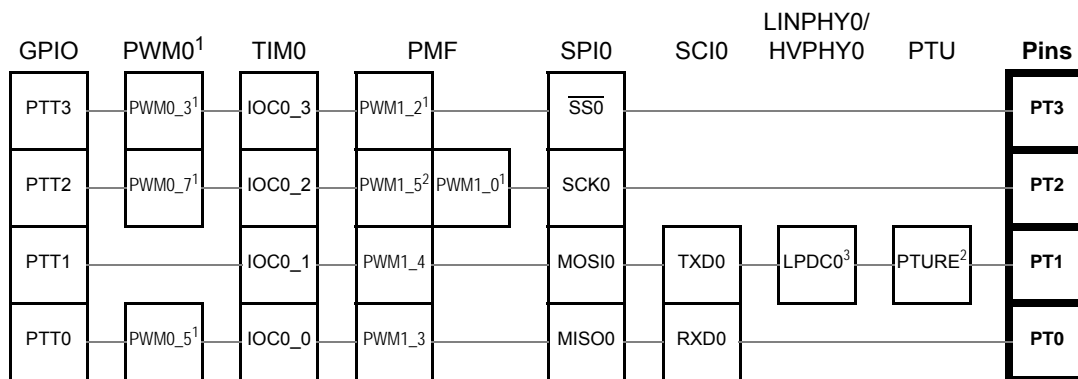 LINPHY0/
GPIO PWM0¹ TIM0 PMF SPI0 SCI0 HVPHY0 PTU Pins
PTT3 PWM0_3¹ IOC0_3 PWM1_2¹ SS0 PT3
PTT2 PWM0_7¹ IOC0_2 PWM1_5² PWM1_0¹ SCK0 PT2
PTT1 IOC0_1 PWM1_4 MOSI0 TXD0 LPDC0³ PTURE² PT1
PTT0 PWM0_5¹ IOC0_0 PWM1_3 MISO0 RXD0 PT0